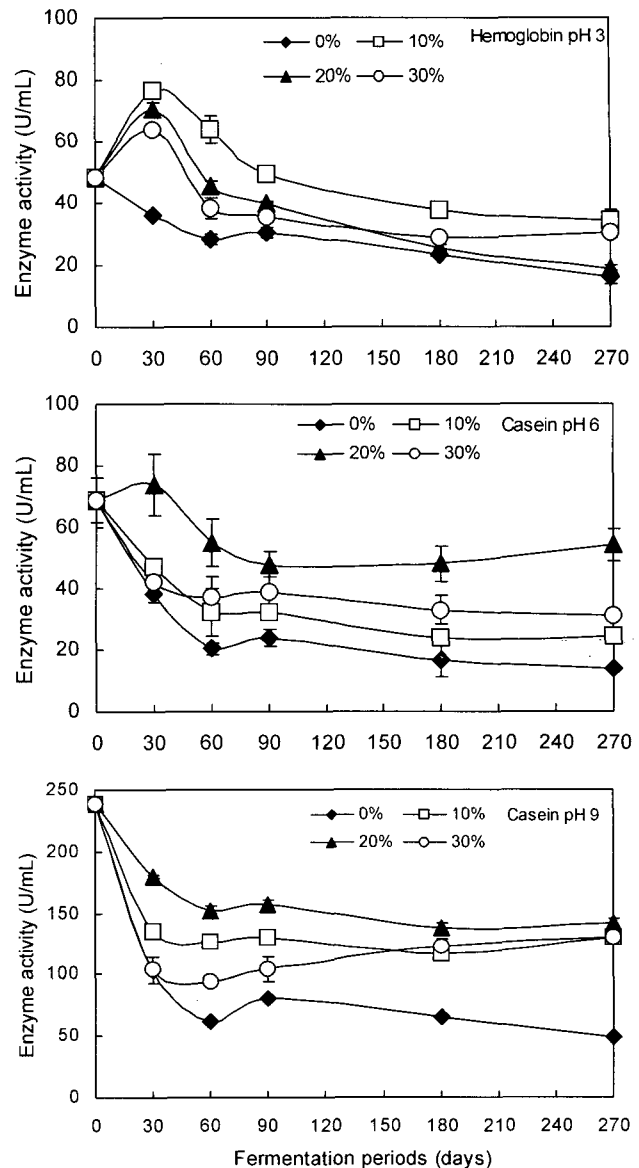 100
80
60
40
20
0
Enzyme activity (U/mL)
0% 10% Hemoglobin pH 3
20% 30%
0 30 60 90 120 150 180 210 240 270
100
80
60
40
20
0
Enzyme activity (U/mL)
0% 10% Casein pH 6
20% 30%
0 30 60 90 120 150 180 210 240 270
250
200
150
100
50
0
Enzyme activity (U/mL)
0% 10% Casein pH 9
20% 30%
0 30 60 90 120 150 180 210 240 270
Fermentation periods (days)